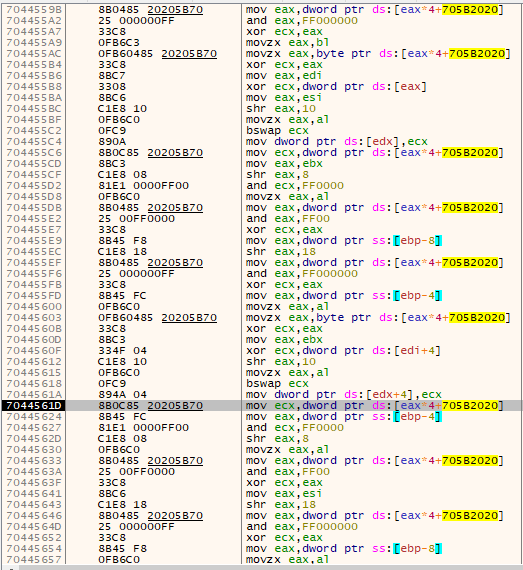 7044559B 8B0485 20205B70 mov eax,dword ptr ds:[eax*4+705B2020]
704455A2 25 000000FF and eax,FF000000
704455A7 33C8 xor ecx,eax
704455A9 0FB6C3 movzx eax,bl
704455AC 0FB60485 20205B70 movzx eax,byte ptr ds:[eax*4+705B2020]
704455B4 33C8 xor ecx,eax
704455B6 8BC7 mov eax,edi
704455B8 3308 xor ecx,dword ptr ds:[eax]
704455BA 8BC6 mov eax,esi
704455BC C1E8 10 shr eax,10
704455BF 0FB6C0 movzx eax,al
704455C2 0FC9 bswap ecx
704455C4 890A mov dword ptr ds:[edx],ecx
704455C6 8B0C85 20205B70 mov ecx,dword ptr ds:[eax*4+705B2020]
704455CD 8BC3 mov eax,ebx
704455CF C1E8 08 shr eax,8
704455D2 81E1 0000FF00 and ecx,FF0000
704455D8 0FB6C0 movzx eax,al
704455DB 8B0485 20205B70 mov eax,dword ptr ds:[eax*4+705B2020]
704455E2 25 00FF0000 and eax,FF00
704455E7 33C8 xor ecx,eax
704455E9 8B45 F8 mov eax,dword ptr ss:[ebp-8]
704455EC C1E8 18 shr eax,18
704455EF 8B0485 20205B70 mov eax,dword ptr ds:[eax*4+705B2020]
704455F6 25 000000FF and eax,FF000000
704455FB 33C8 xor ecx,eax
704455FD 8B45 FC mov eax,dword ptr ss:[ebp-4]
70445600 0FB6C0 movzx eax,al
70445603 0FB60485 20205B70 movzx eax,byte ptr ds:[eax*4+705B2020]
7044560B 33C8 xor ecx,eax
7044560D 8BC3 mov eax,ebx
7044560F 334F 04 xor ecx,dword ptr ds:[edi+4]
70445612 C1E8 10 shr eax,10
70445615 0FB6C0 movzx eax,al
70445618 0FC9 bswap ecx
7044561A 894A 04 mov dword ptr ds:[edx+4],ecx
7044561D 8B0C85 20205B70 mov ecx,dword ptr ds:[eax*4+705B2020]
70445624 8B45 FC mov eax,dword ptr ss:[ebp-4]
70445627 81E1 0000FF00 and ecx,FF0000
7044562D C1E8 08 shr eax,8
70445630 0FB6C0 movzx eax,al
70445633 8B0485 20205B70 mov eax,dword ptr ds:[eax*4+705B2020]
7044563A 25 00FF0000 and eax,FF00
7044563F 33C8 xor ecx,eax
70445641 8BC6 mov eax,esi
70445643 C1E8 18 shr eax,18
70445646 8B0485 20205B70 mov eax,dword ptr ds:[eax*4+705B2020]
7044564D 25 000000FF and eax,FF000000
70445652 33C8 xor ecx,eax
70445654 8B45 F8 mov eax,dword ptr ss:[ebp-8]
70445657 0FB6C0 movzx eax,al